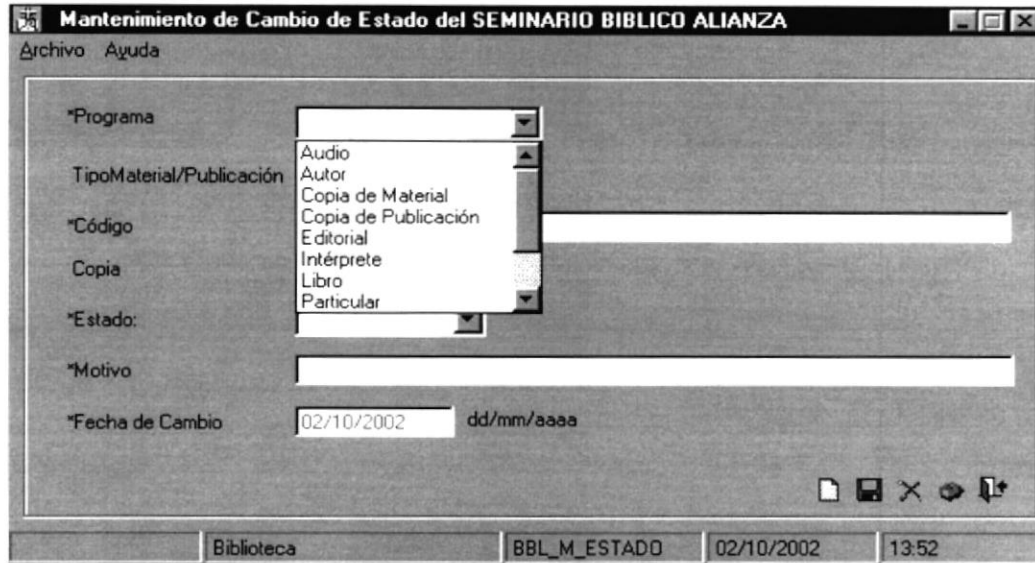 Mantenimiento de Cambio de Estado del SEMINARIO BIBLICO ALIANZA
Archivo Ayuda
*Programa
Audio
Autor
Copia de Material
Copia de Publicación
Editorial
Intérprete
Libro
Particular
TipoMaterial/Publicación
*Código
Copia
*Estado:
*Motivo
*Fecha de Cambio 02/10/2002 dd/mm/aaaa
Biblioteca BBL_M_ESTADO 02/10/2002 13:52